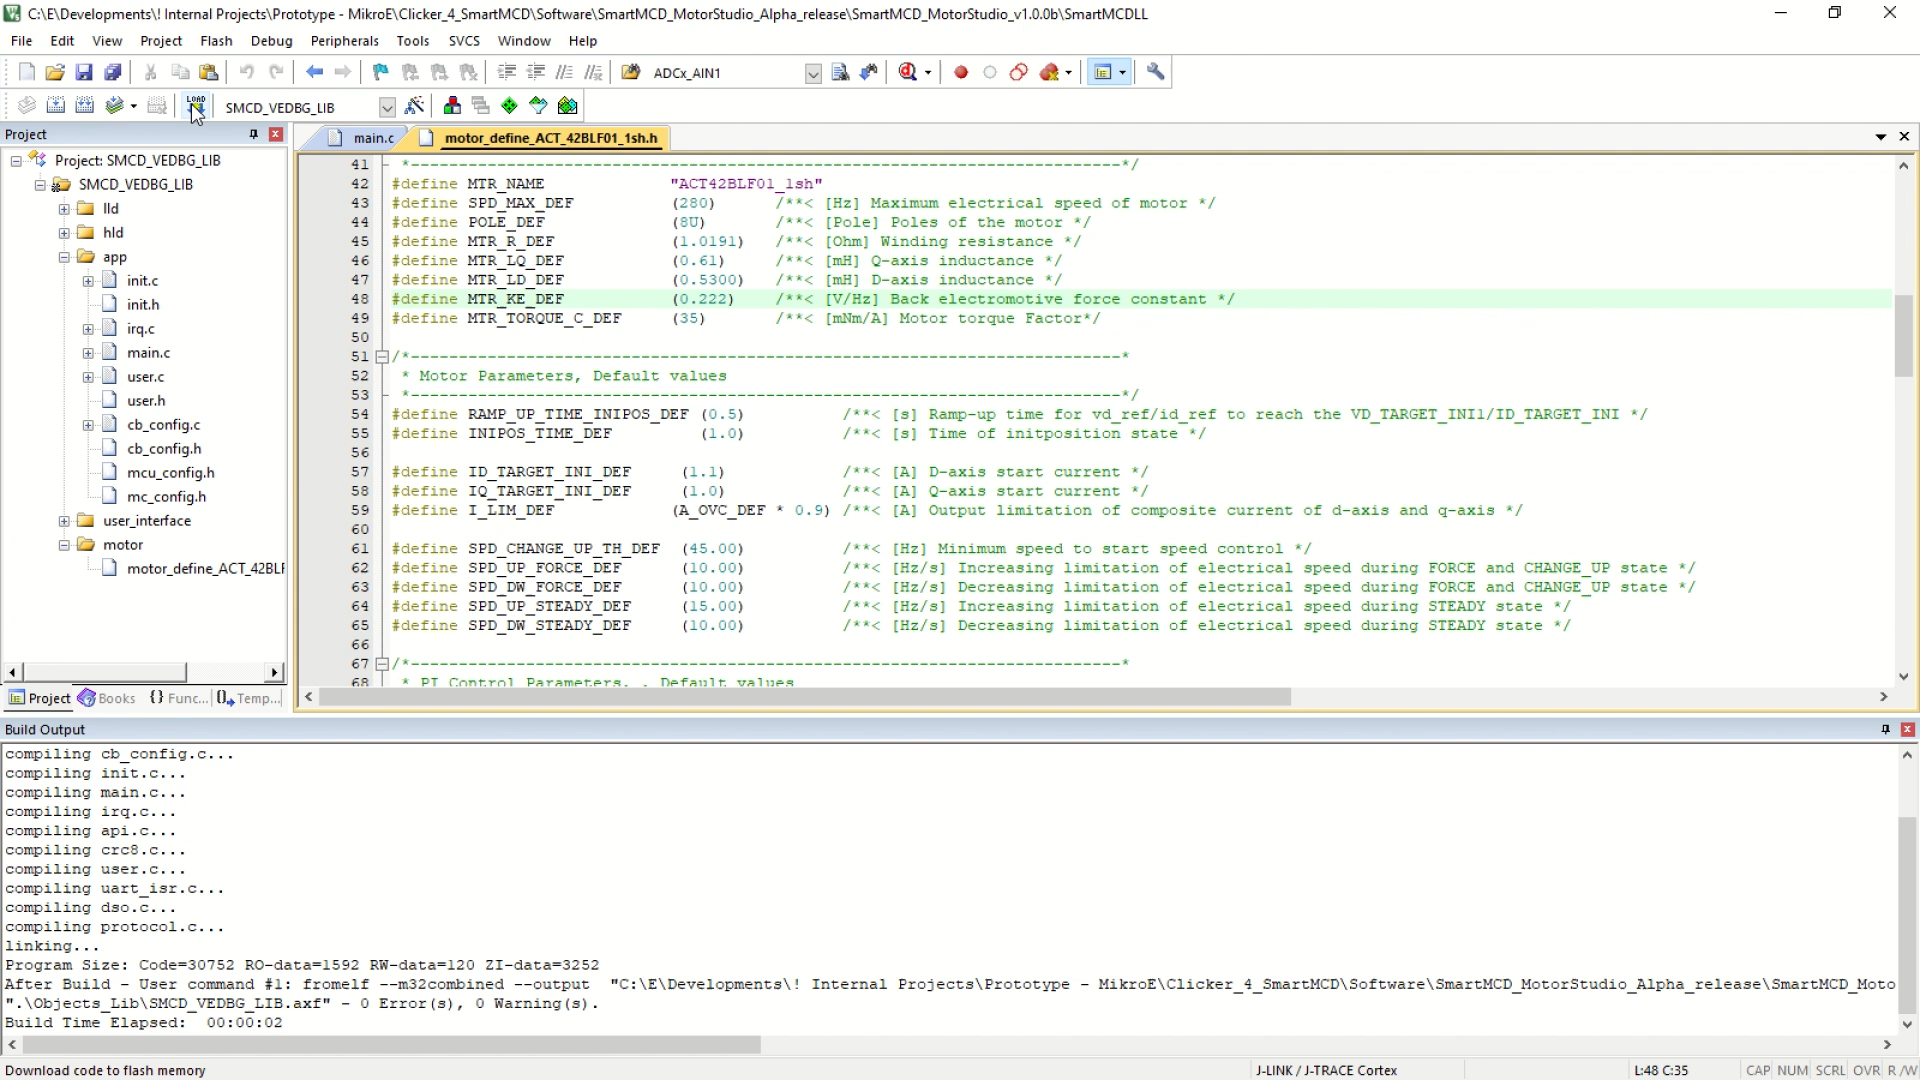 C:\E\Developments\! Internal Projects\Prototype - MikroE\Clicker_4_SmartMCD\Software\SmartMCD_MotorStudio_Alpha_release\SmartMCD_MotorStudio_v1.0.0b\SmartMCDLL
File Edit View Project Flash Debug Peripherals Tools SVCS Window Help
ADCx_AIN1
LOAD SMCD_VEDBG_LIB
Project
Project: SMCD_VEDBG_LIB
SMCD_VEDBG_LIB
lld
hld
app
init.c
init.h
irq.c
main.c
user.c
user.h
cb_config.c
cb_config.h
mcu_config.h
mc_config.h
user_interface
motor
motor_define_ACT_42BLF
Project Books {} Func... Temp...
main.c motor_define_ACT_42BLF01_1sh.h
41 *---------------------------------------------------------------------------*/
42 #define MTR_NAME "ACT42BLF01_1sh"
43 #define SPD_MAX_DEF (280) /**< [Hz] Maximum electrical speed of motor */
44 #define POLE_DEF (8U) /**< [Pole] Poles of the motor */
45 #define MTR_R_DEF (1.0191) /**< [Ohm] Winding resistance */
46 #define MTR_LQ_DEF (0.61) /**< [mH] Q-axis inductance */
47 #define MTR_LD_DEF (0.5300) /**< [mH] D-axis inductance */
48 #define MTR_KE_DEF (0.222) /**< [V/Hz] Back electromotive force constant */
49 #define MTR_TORQUE_C_DEF (35) /**< [mNm/A] Motor torque Factor*/
50
51 /*---------------------------------------------------------------------------*
52 * Motor Parameters, Default values
53 *---------------------------------------------------------------------------*/
54 #define RAMP_UP_TIME_INIPOS_DEF (0.5) /**< [s] Ramp-up time for vd_ref/id_ref to reach the VD_TARGET_INI1/ID_TARGET_INI */
55 #define INIPOS_TIME_DEF (1.0) /**< [s] Time of initposition state */
56
57 #define ID_TARGET_INI_DEF (1.1) /**< [A] D-axis start current */
58 #define IQ_TARGET_INI_DEF (1.0) /**< [A] Q-axis start current */
59 #define I_LIM_DEF (A_OVC_DEF * 0.9) /**< [A] Output limitation of composite current of d-axis and q-axis */
60
61 #define SPD_CHANGE_UP_TH_DEF (45.00) /**< [Hz] Minimum speed to start speed control */
62 #define SPD_UP_FORCE_DEF (10.00) /**< [Hz/s] Increasing limitation of electrical speed during FORCE and CHANGE_UP state */
63 #define SPD_DW_FORCE_DEF (10.00) /**< [Hz/s] Decreasing limitation of electrical speed during FORCE and CHANGE_UP state */
64 #define SPD_UP_STEADY_DEF (15.00) /**< [Hz/s] Increasing limitation of electrical speed during STEADY state */
65 #define SPD_DW_STEADY_DEF (10.00) /**< [Hz/s] Decreasing limitation of electrical speed during STEADY state */
66
67 /*---------------------------------------------------------------------------*
68 * PI Control Parameters, . Default values
Build Output
compiling cb_config.c...
compiling init.c...
compiling main.c...
compiling irq.c...
compiling api.c...
compiling crc8.c...
compiling user.c...
compiling uart_isr.c...
compiling dso.c...
compiling protocol.c...
linking...
Program Size: Code=30752 RO-data=1592 RW-data=120 ZI-data=3252
After Build - User command #1: fromelf --m32combined --output "C:\E\Developments\! Internal Projects\Prototype - MikroE\Clicker_4_SmartMCD\Software\SmartMCD_MotorStudio_Alpha_release\SmartMCD_Moto
".\Objects_Lib\SMCD_VEDBG_LIB.axf" - 0 Error(s), 0 Warning(s).
Build Time Elapsed: 00:00:02
Download code to flash memory J-LINK / J-TRACE Cortex L:48 C:35 CAP NUM SCRL OVR R/W